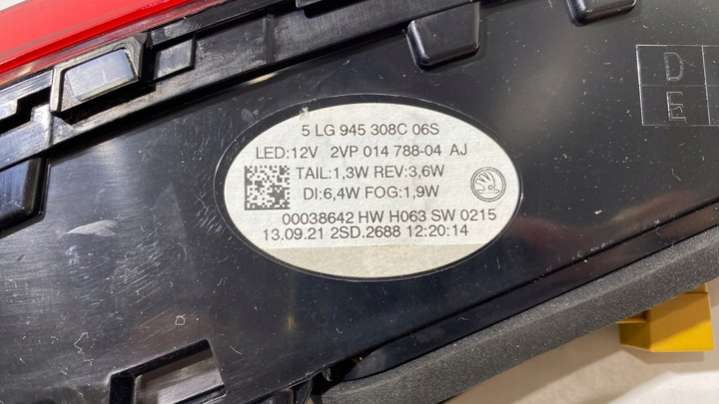 5 LG 945 308C 06S
LED:12V 2VP 014 788-04 AJ
TAIL:1,3W REV:3,6W
DI:6,4W FOG:1,9W
00038642 HW H063 SW 0215
13.09.21 2SD.2688 12:20:14
D
E